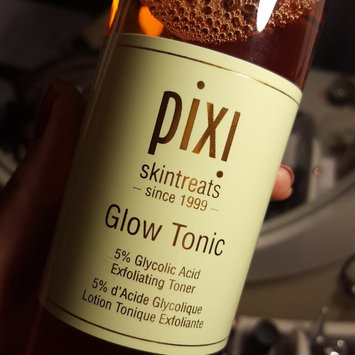 pixi
skintreats
– since 1999 –
Glow Tonic
5% Glycolic Acid
Exfoliating Toner
5% d'Acide Glycolique
Lotion Tonique Exfoliante